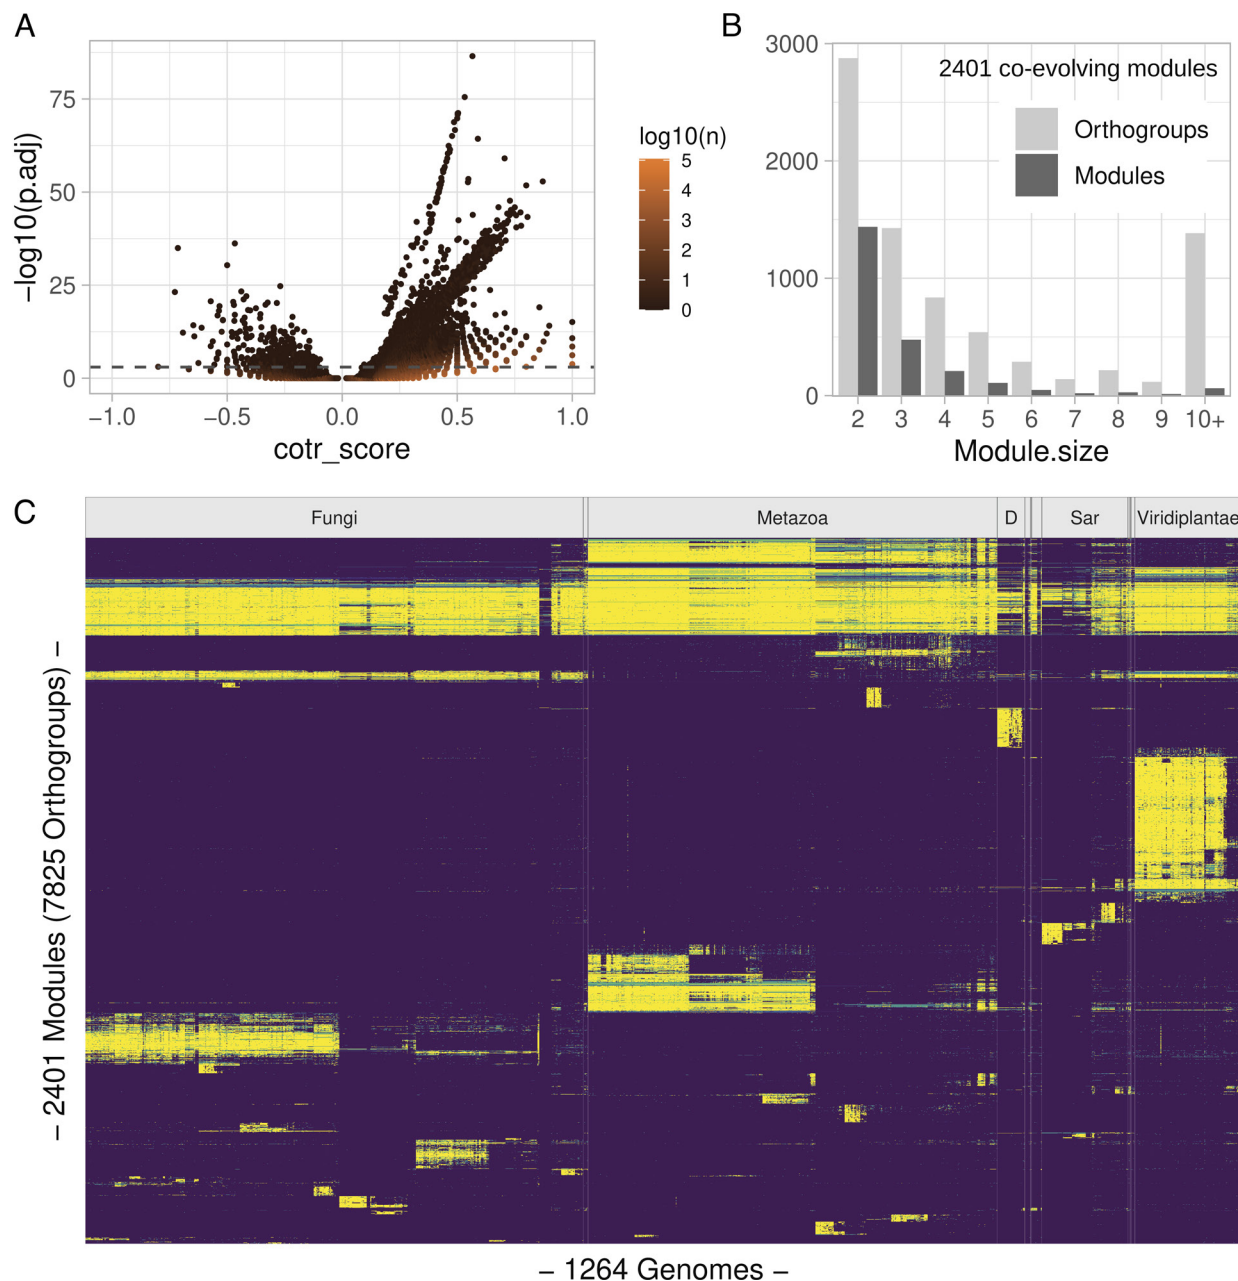 A
−log10(p.adj)
75
50
25
0
−1.0 −0.5 0.0 0.5 1.0
cotr_score
log10(n)
5
4
3
2
1
0
B
3000
2000
1000
0
2401 co-evolving modules
Orthogroups
Modules
2 3 4 5 6 7 8 9 10+
Module.size
C
Fungi Metazoa D Sar Viridiplantae
− 2401 Modules (7825 Orthogroups) −
− 1264 Genomes −